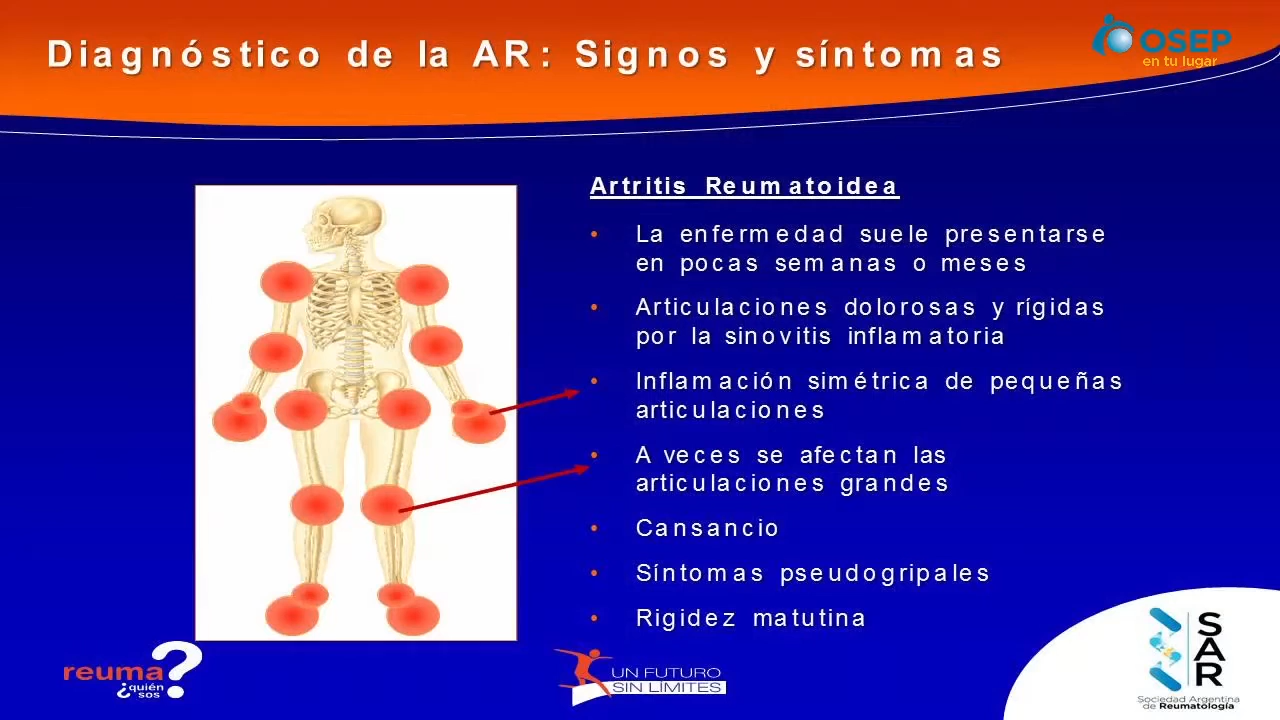 Diagnóstico de la AR: Signos y síntomas
OSEP
en tu lugar
Artritis Reumatoidea
• La enfermedad suele presentarse
en pocas semanas o meses
• Articulaciones dolorosas y rígidas
por la sinovitis inflamatoria
• Inflamación simétrica de pequeñas
articulaciones
• A veces se afectan las
articulaciones grandes
• Cansancio
• Síntomas pseudogripales
• Rigidez matutina
reuma?
¿quién
sos
UN FUTURO
SIN LÍMITES
SAR
Sociedad Argentina
de Reumatología